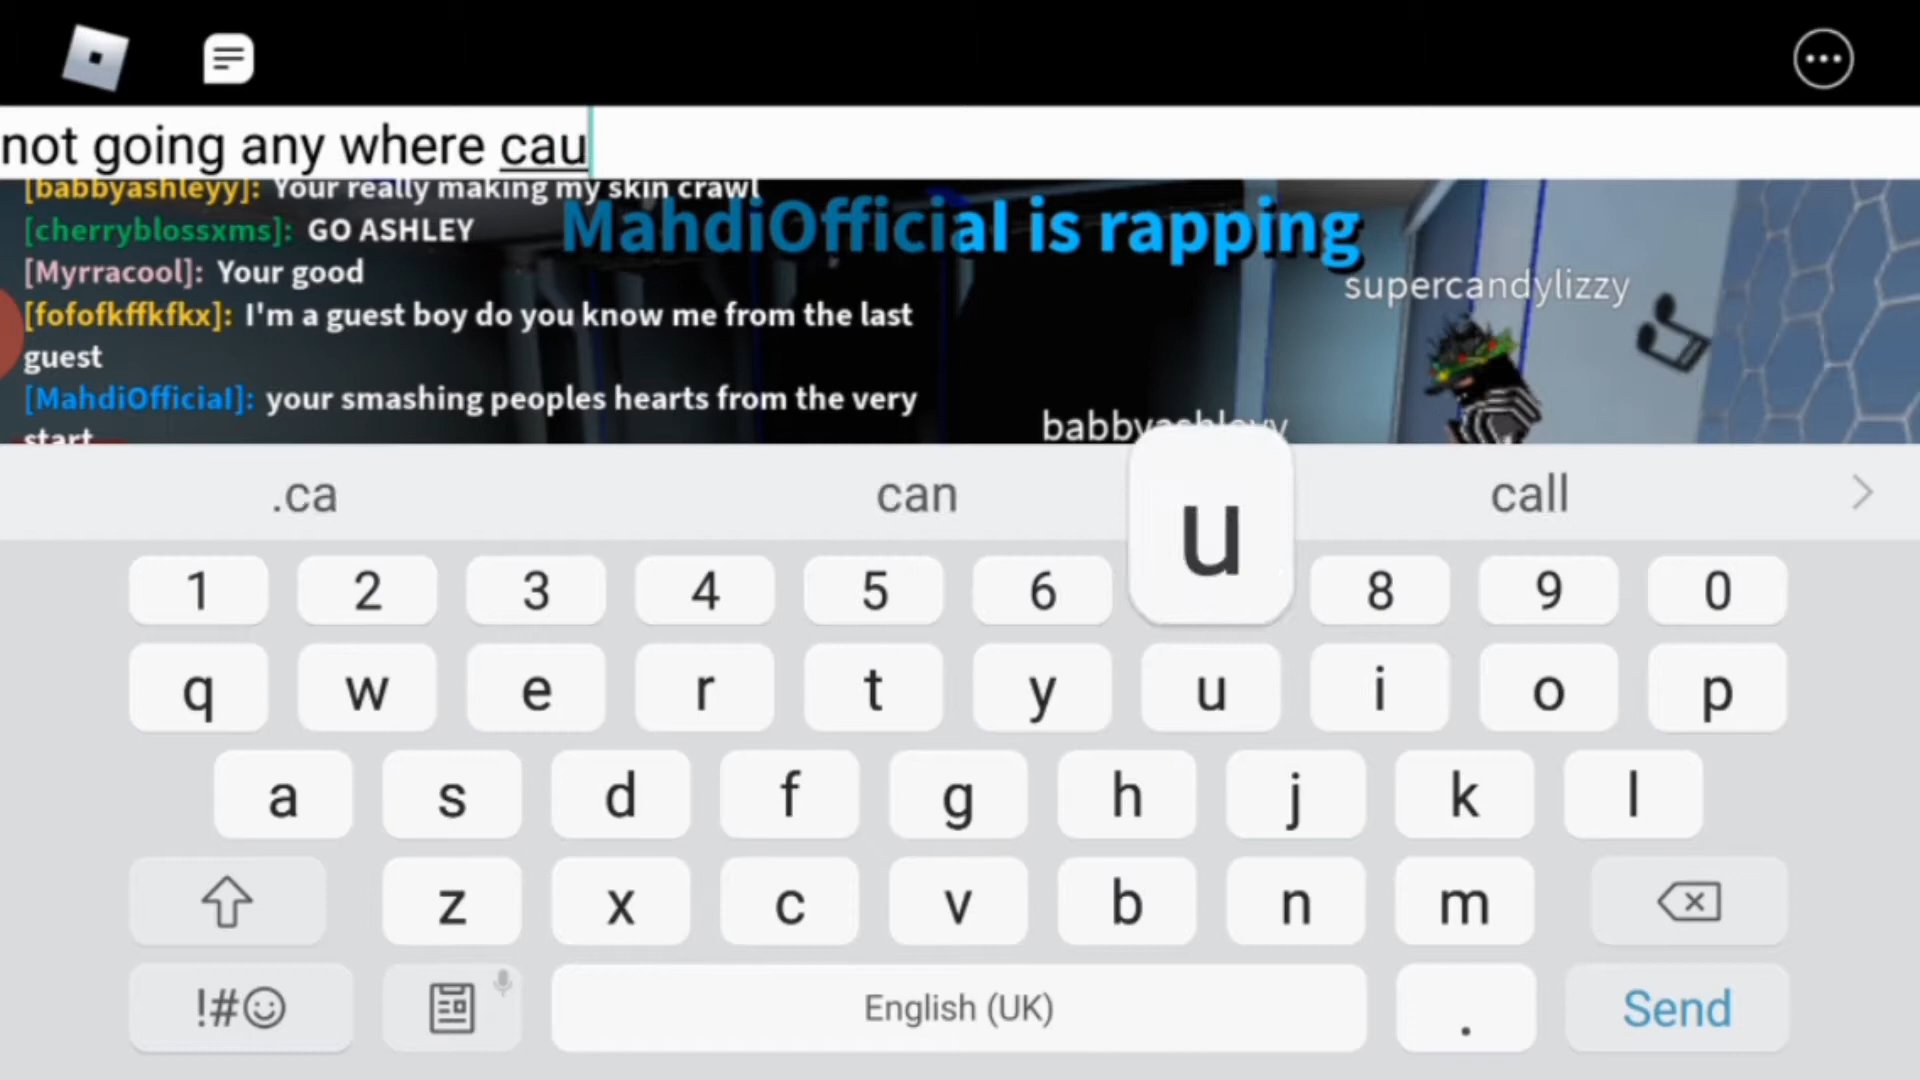 not going any where cau
[babbyashleyy]: Your really making my skin crawl
[cherryblossxms]: GO ASHLEY
MahdiOfficial is rapping
[Myrracool]: Your good
supercandylizzy
[fofofkffkfkx]: I'm a guest boy do you know me from the last
guest
[MahdiOfficial]: your smashing peoples hearts from the very
start
babbyashleyy
.ca can call
u
1 2 3 4 5 6 8 9 0
q w e r t y u i o p
a s d f g h j k l
z x c v b n m
!#☺ English (UK) . Send